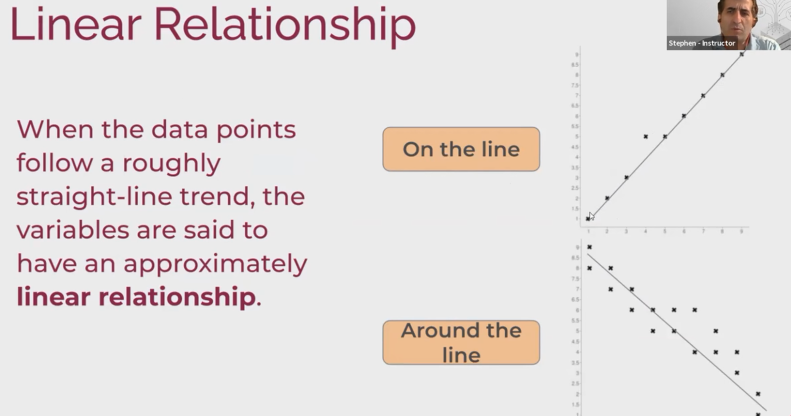 Linear Relationship
Stephen - Instructor
When the data points
follow a roughly
straight-line trend, the
variables are said to
have an approximately
linear relationship.
On the line
9
8.5
8
7.5
7
6.5
6
5.5
5
4.5
4
3.5
3
2.5
2
1.5
1
1 2 3 4 5 6 7 8 9
Around the
line
9
8.5
8
7.5
7
6.5
6
5.5
5
4.5
4
3.5
3
2.5
2
1.5